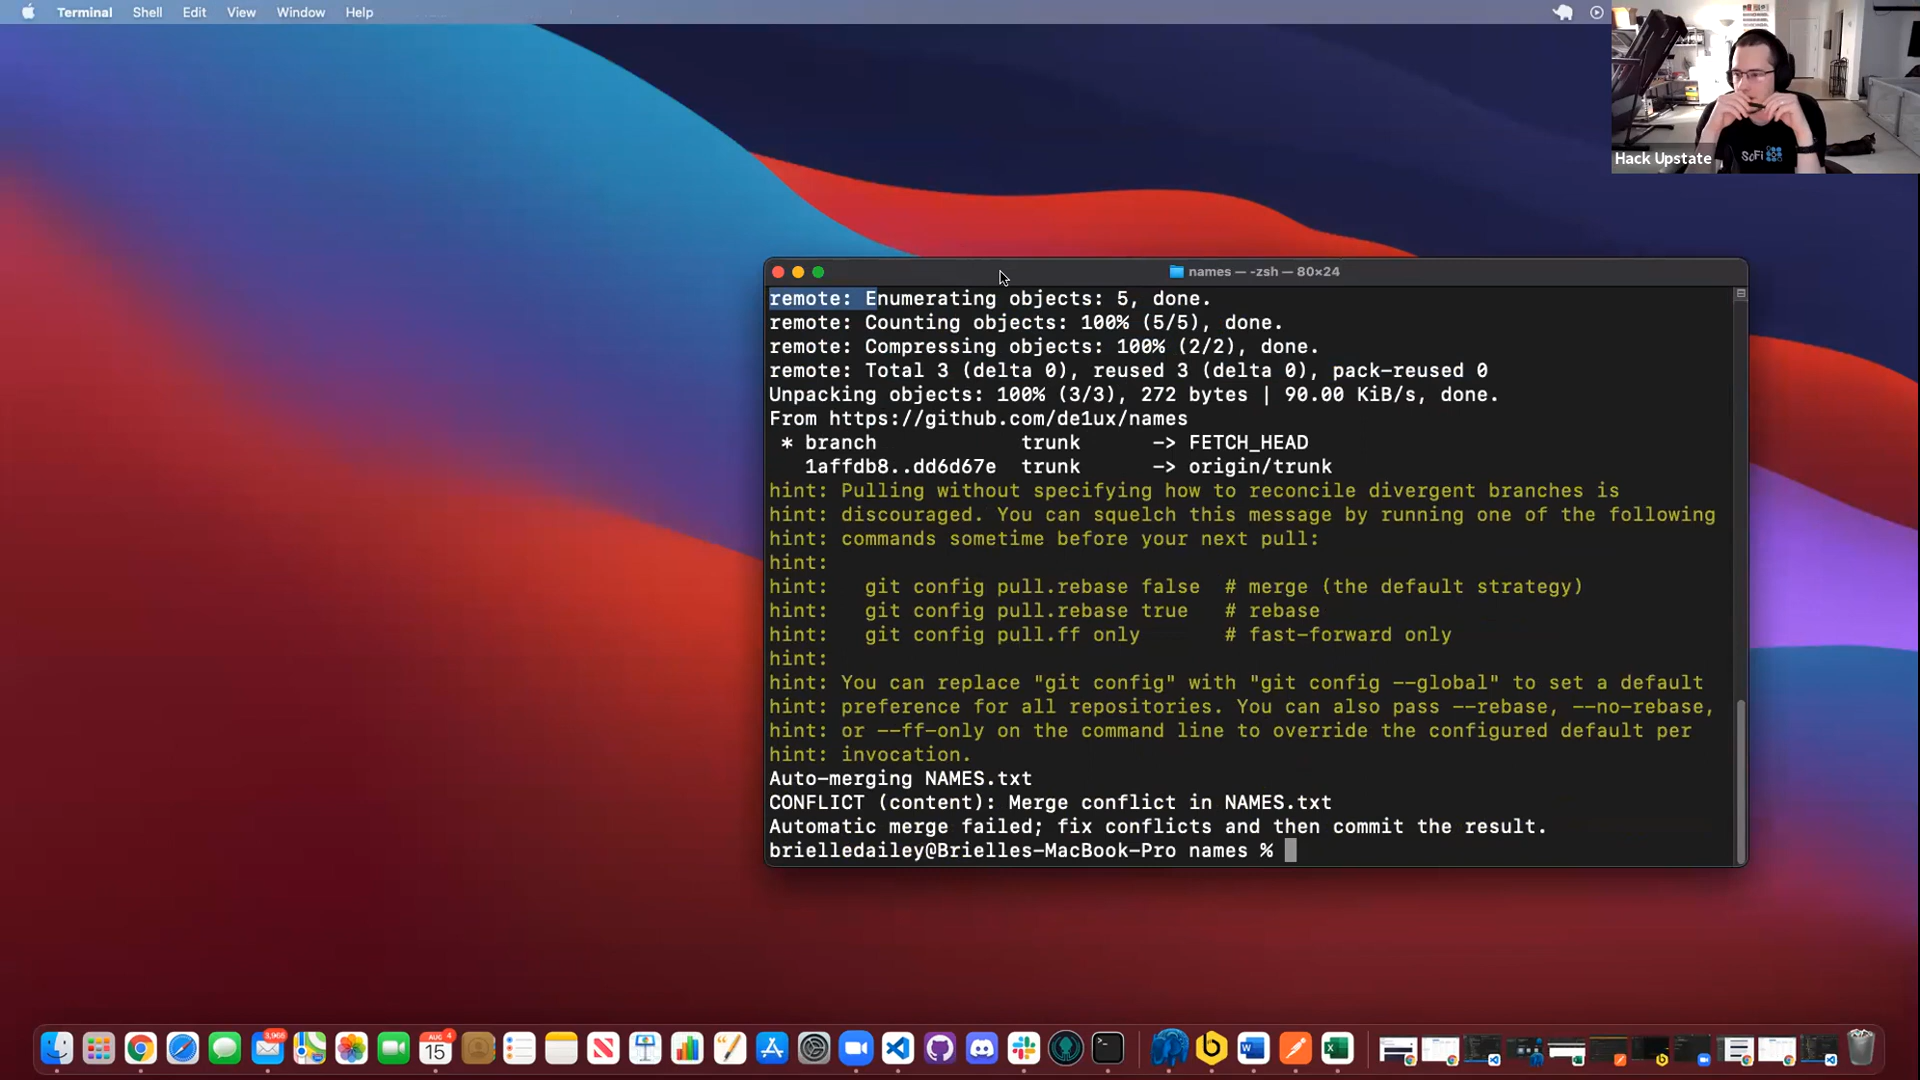 Terminal Shell Edit View Window Help
Hack Upstate
SoFi
names — -zsh — 80×24
remote: Enumerating objects: 5, done.
remote: Counting objects: 100% (5/5), done.
remote: Compressing objects: 100% (2/2), done.
remote: Total 3 (delta 0), reused 3 (delta 0), pack-reused 0
Unpacking objects: 100% (3/3), 272 bytes | 90.00 KiB/s, done.
From https://github.com/de1ux/names
 * branch            trunk      -> FETCH_HEAD
   1affdb8..dd6d67e  trunk      -> origin/trunk
hint: Pulling without specifying how to reconcile divergent branches is
hint: discouraged. You can squelch this message by running one of the following
hint: commands sometime before your next pull:
hint:
hint:   git config pull.rebase false  # merge (the default strategy)
hint:   git config pull.rebase true   # rebase
hint:   git config pull.ff only       # fast-forward only
hint:
hint: You can replace "git config" with "git config --global" to set a default
hint: preference for all repositories. You can also pass --rebase, --no-rebase,
hint: or --ff-only on the command line to override the configured default per
hint: invocation.
Auto-merging NAMES.txt
CONFLICT (content): Merge conflict in NAMES.txt
Automatic merge failed; fix conflicts and then commit the result.
brielledailey@Brielles-MacBook-Pro names %
3,966
AUG 4
15